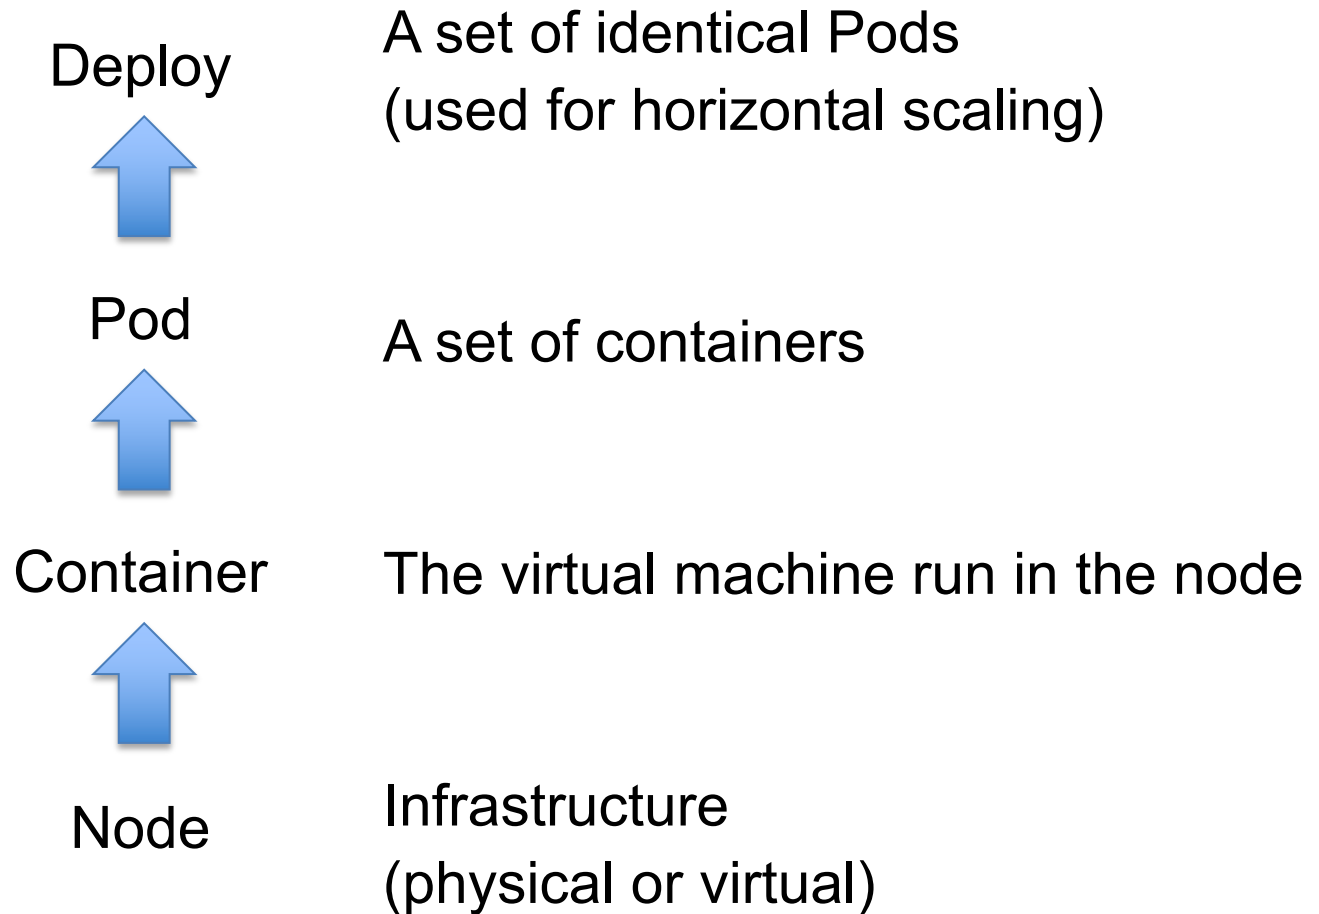 Deploy
A set of identical Pods
(used for horizontal scaling)
Pod
A set of containers
Container
The virtual machine run in the node
Node
Infrastructure
(physical or virtual)